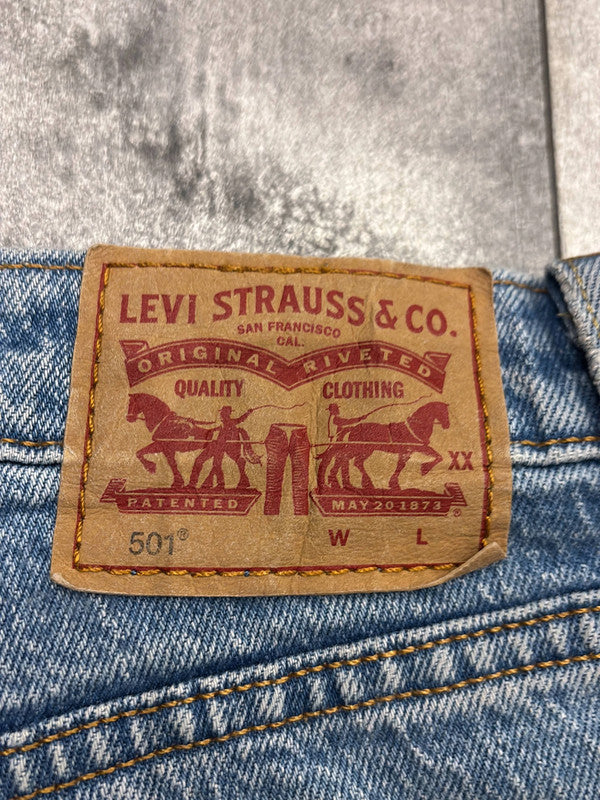 LEVI STRAUSS & CO.
SAN FRANCISCO
CAL.
ORIGINAL RIVETED
QUALITY CLOTHING
XX
PATENTED MAY 20·1873 ®
501® W L